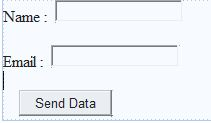 Name :
Email :
Send Data